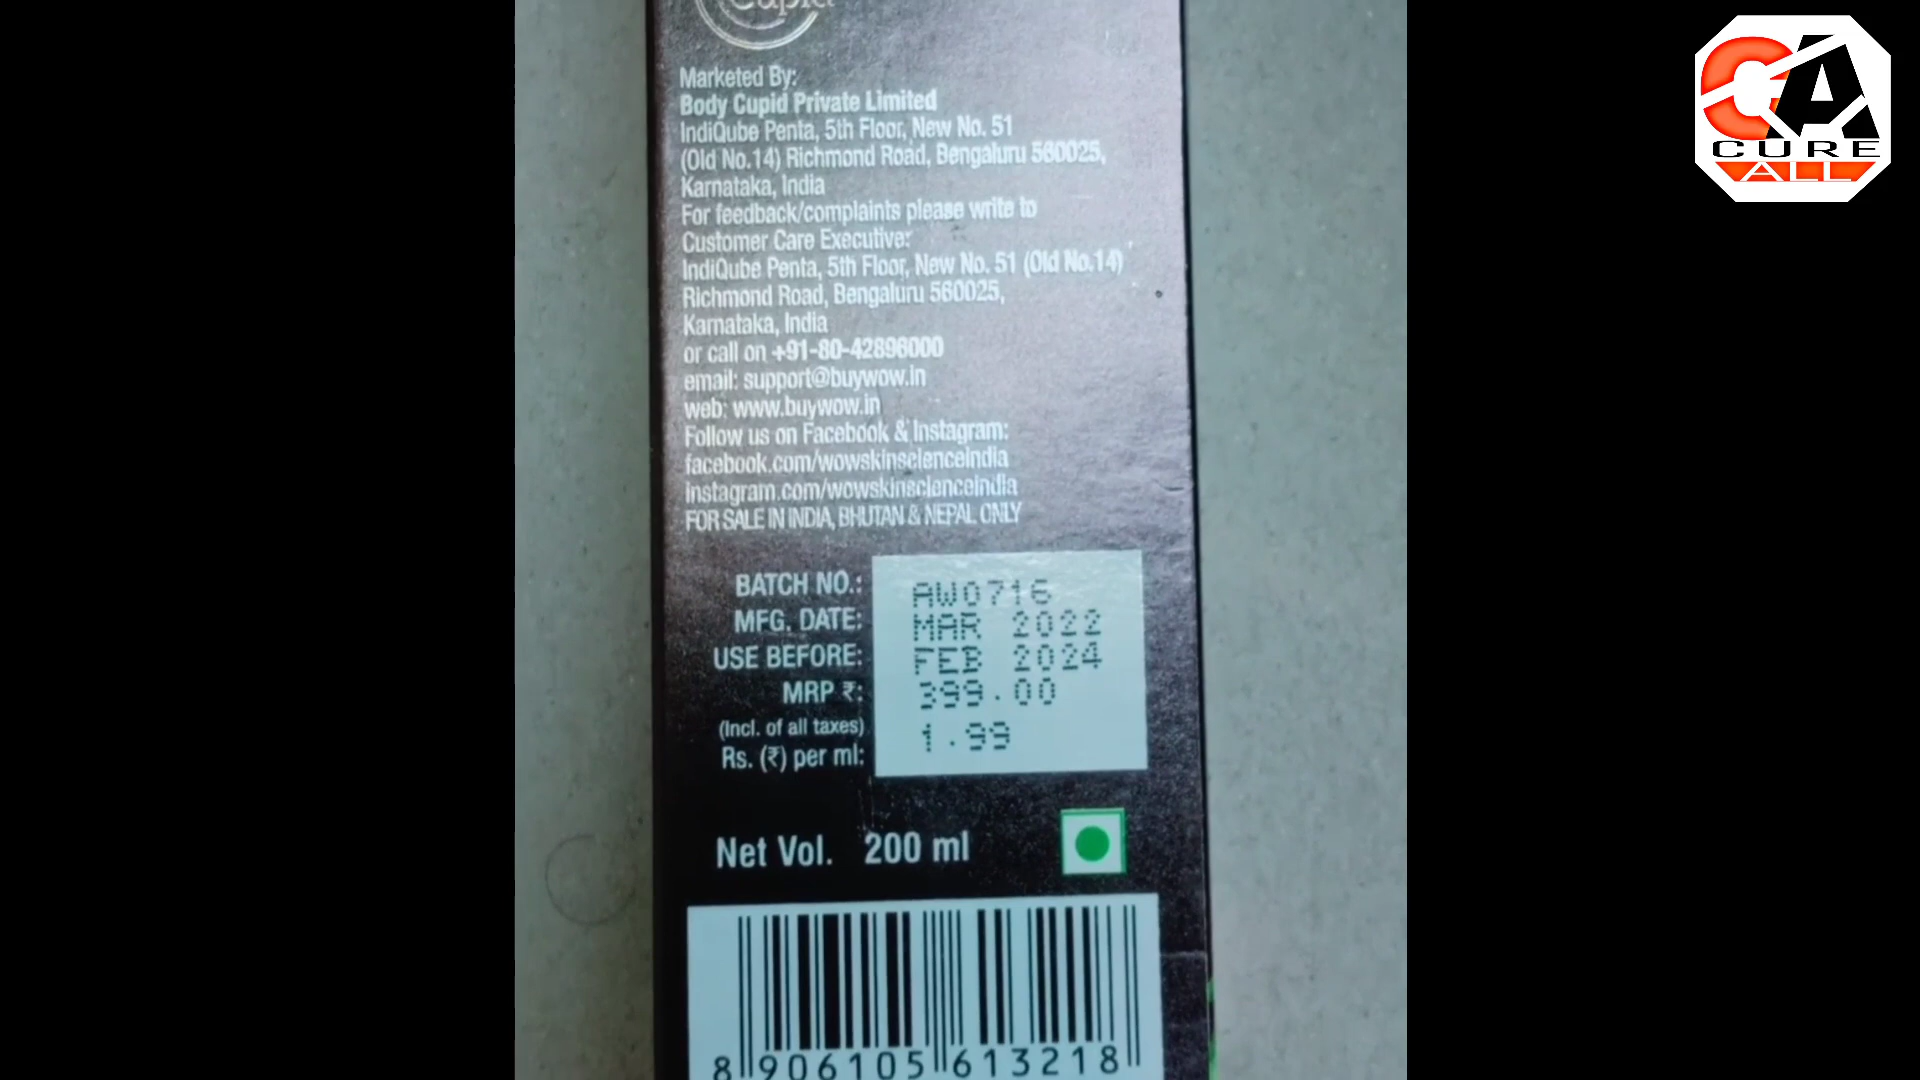 Cupid
Marketed By:
Body Cupid Private Limited
IndiQube Penta, 5th Floor, New No. 51
(Old No.14) Richmond Road, Bengaluru 560025,
Karnataka, India
For feedback/complaints please write to
Customer Care Executive:
IndiQube Penta, 5th Floor, New No. 51 (Old No.14)
Richmond Road, Bengaluru 560025,
Karnataka, India
or call on +91-80-42896000
email: support@buywow.in
web: www.buywow.in
Follow us on Facebook & Instagram:
facebook.com/wowskinscienceindia
instagram.com/wowskinscienceindia
FOR SALE IN INDIA, BHUTAN & NEPAL ONLY
BATCH NO.: AW0716
MFG. DATE: MAR 2022
USE BEFORE: FEB 2024
MRP ₹: 399.00
(Incl. of all taxes)
Rs. (₹) per ml: 1.99
Net Vol. 200 ml
8 906105 613218
CA
CURE
ALL